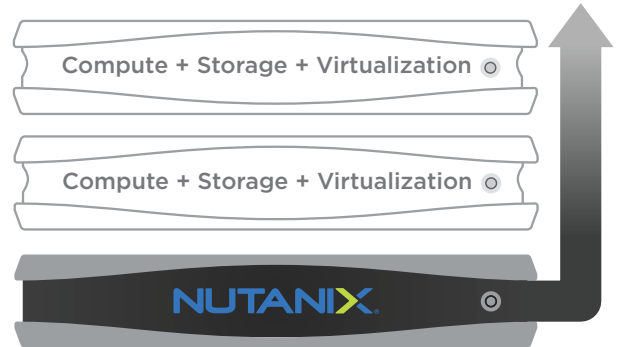 Compute + Storage + Virtualization
Compute + Storage + Virtualization
NUTANIX.